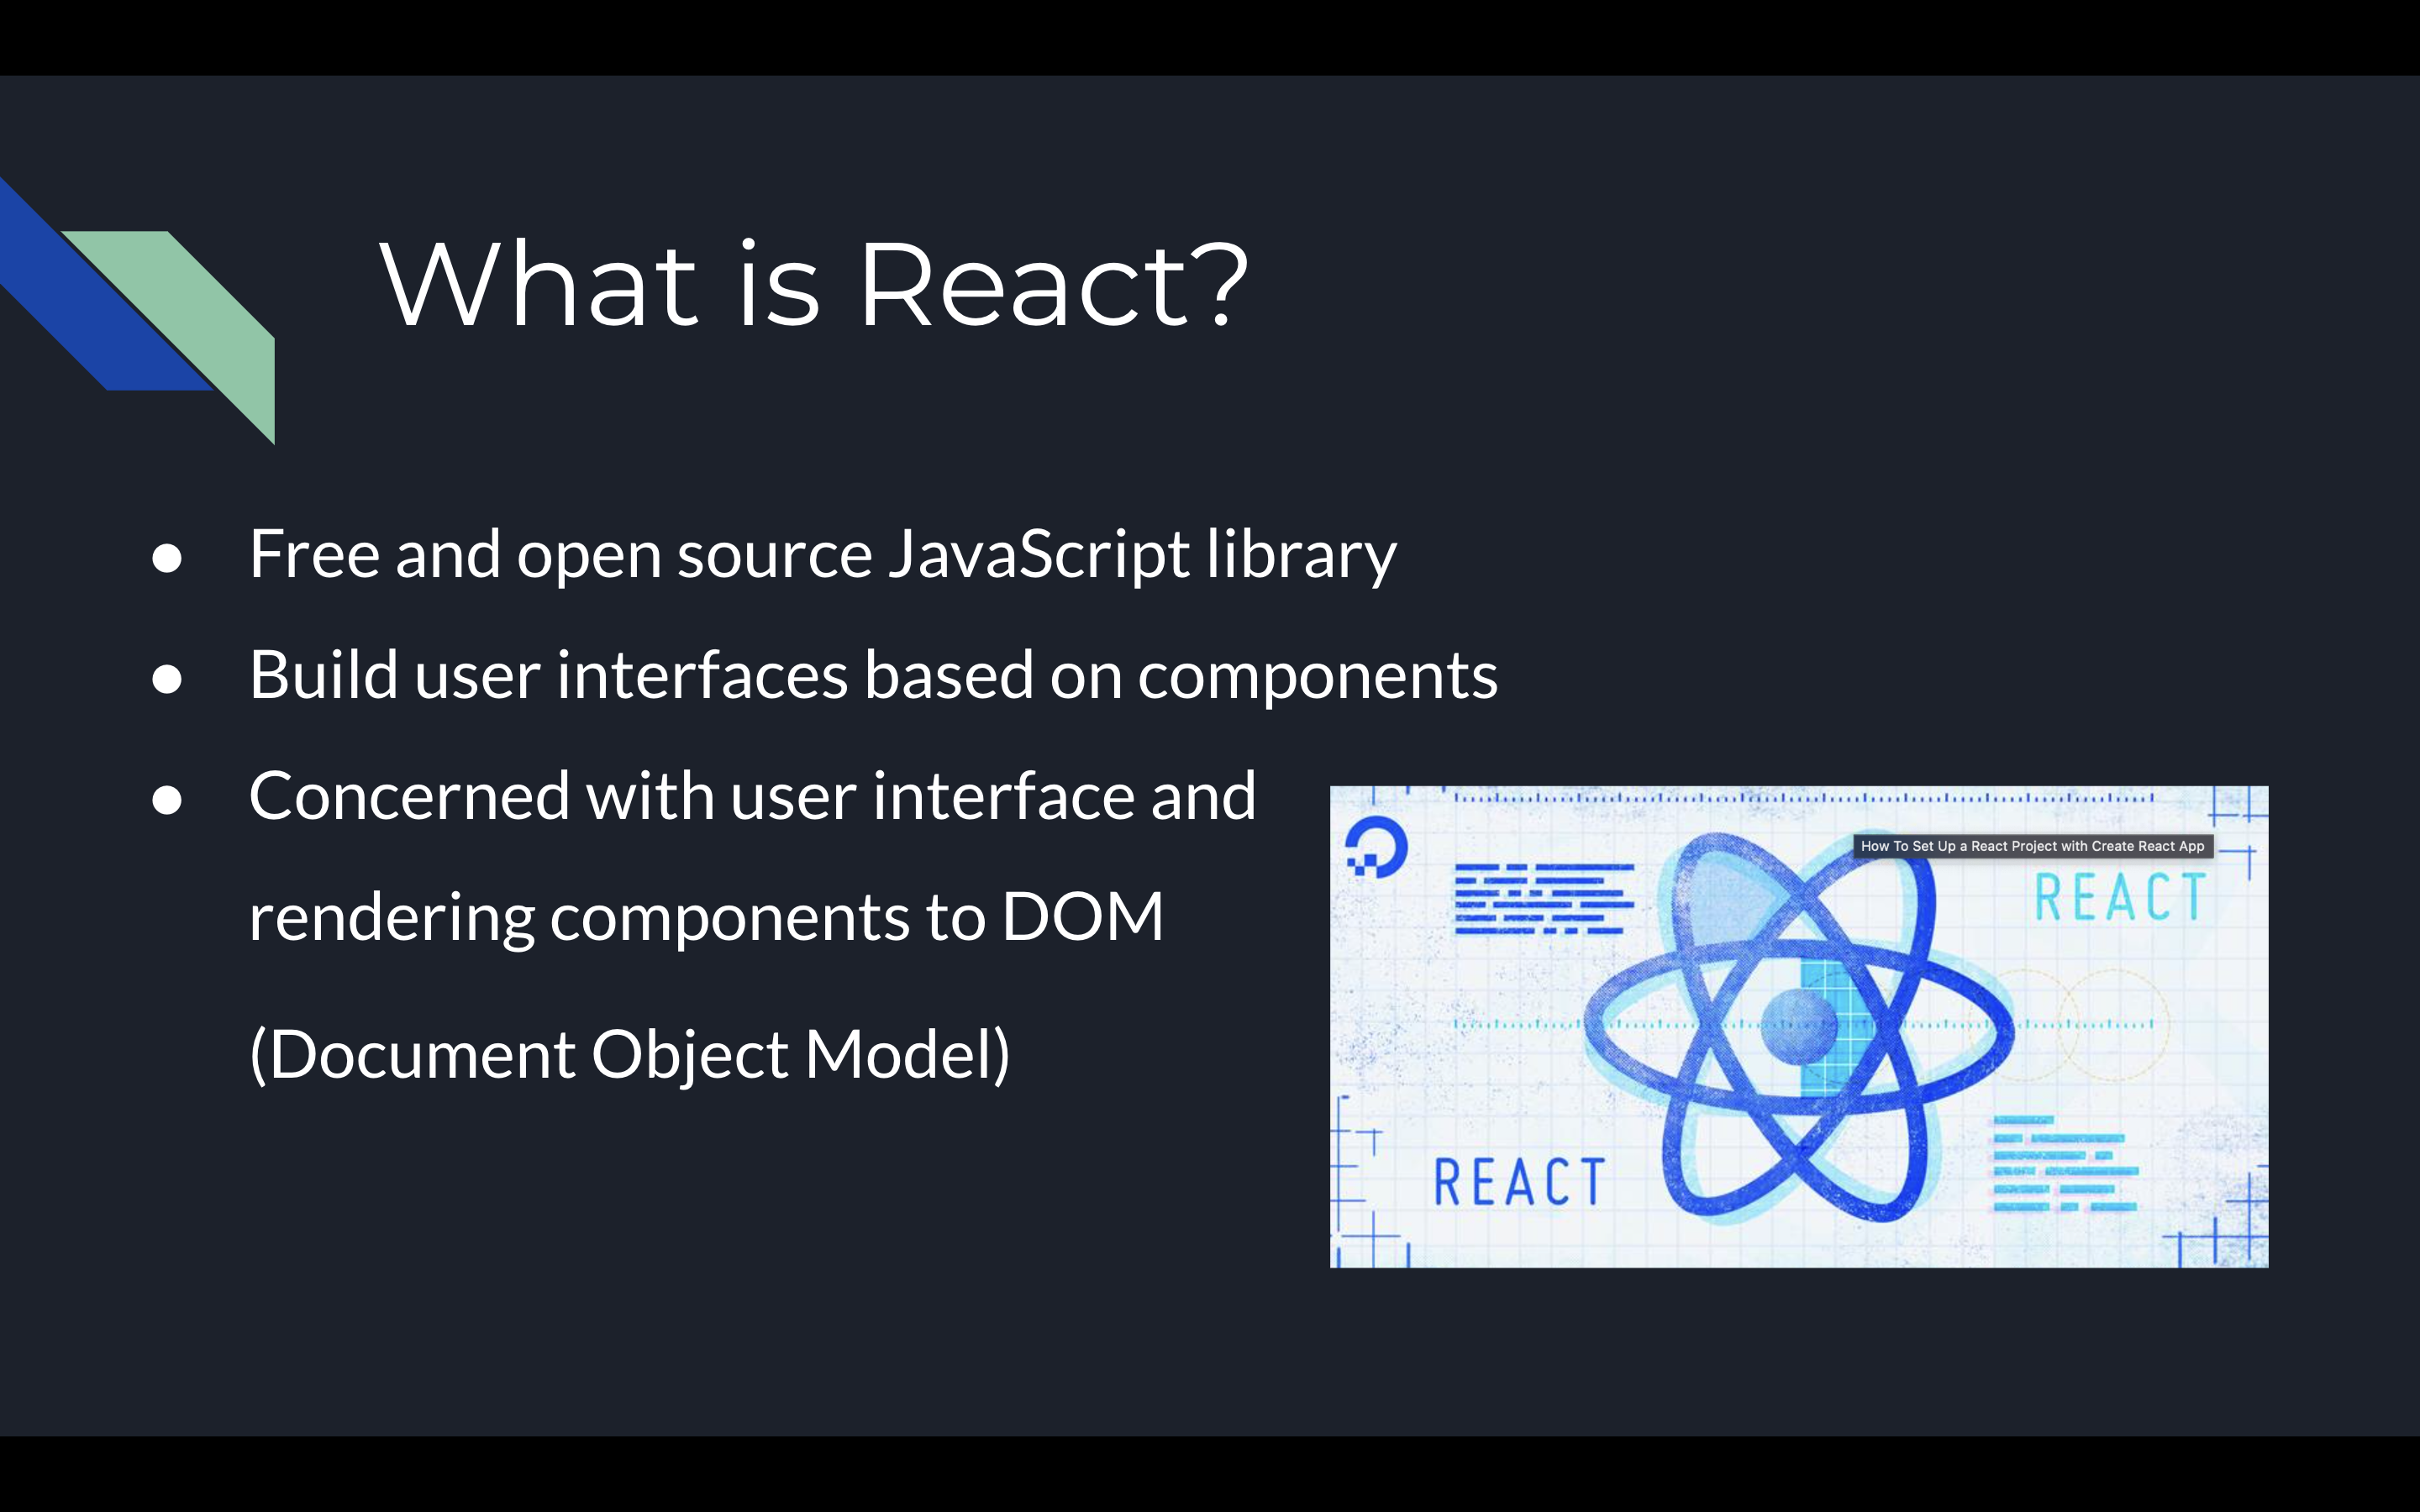 What is React?
● Free and open source JavaScript library
● Build user interfaces based on components
● Concerned with user interface and
rendering components to DOM
(Document Object Model)
How To Set Up a React Project with Create React App
REACT
REACT